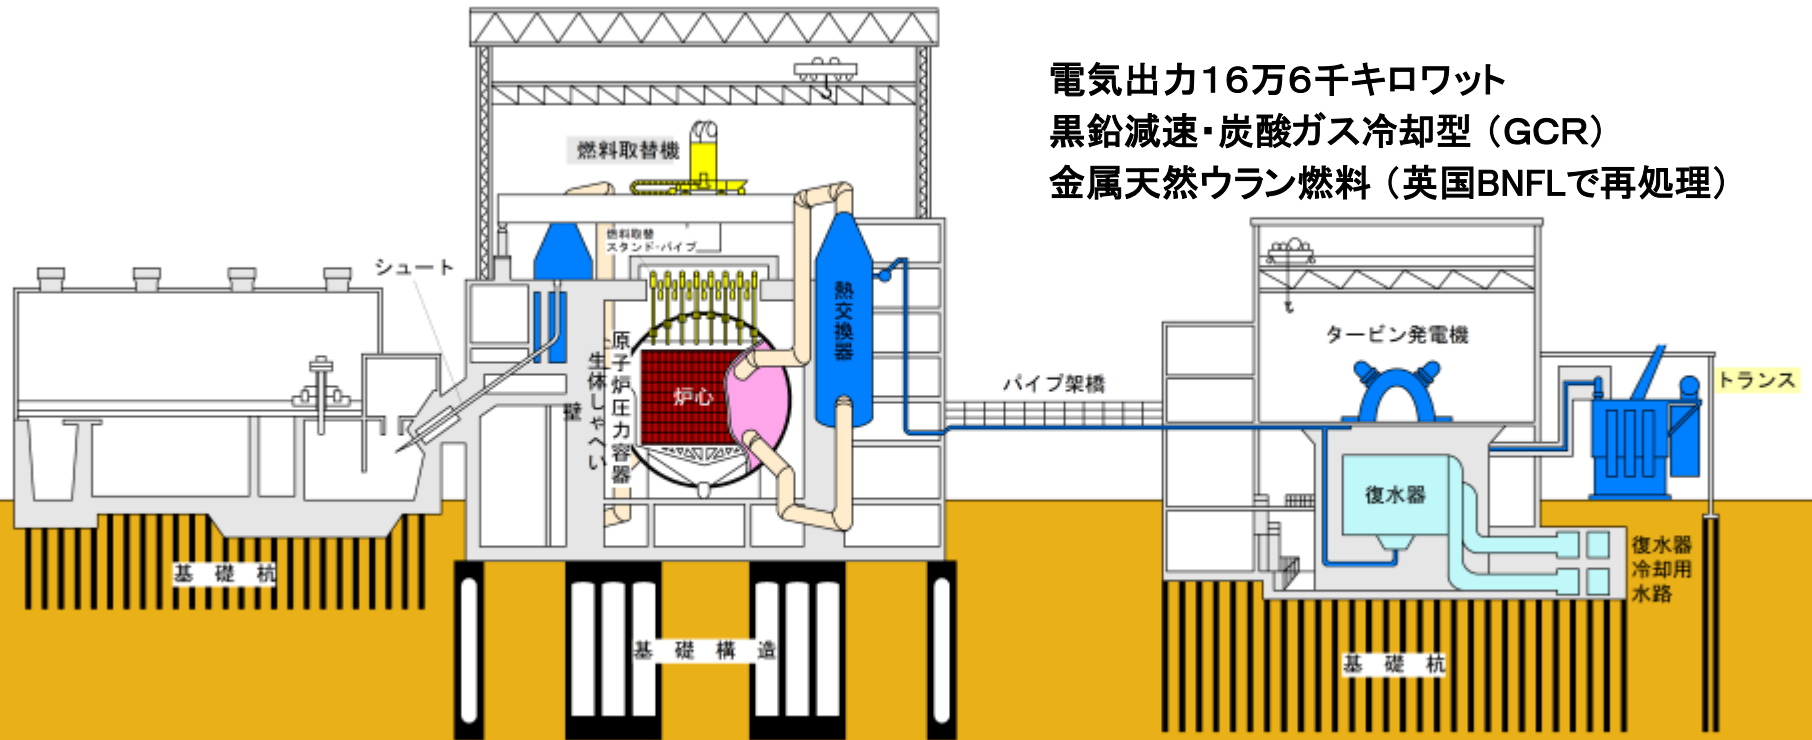 電気出力16万6千キロワット
黒鉛減速・炭酸ガス冷却型（GCR）
金属天然ウラン燃料（英国BNFLで再処理）
燃料取替機
燃料取替
スタンド・パイプ
シュート
熱交換器
原子炉圧力容器
生体しゃへい
壁
炉心
パイプ架橋
タービン発電機
トランス
復水器
復水器
冷却用
水路
基礎杭
基礎構造
基礎杭